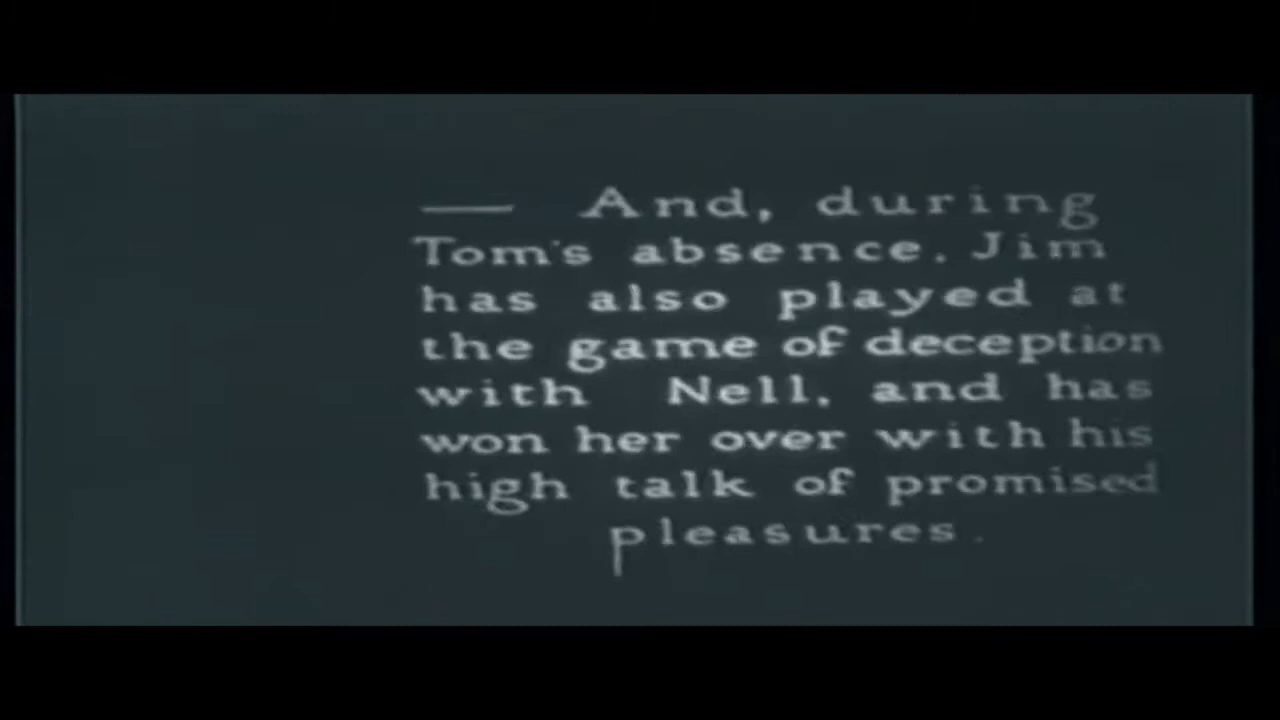 — And, during
Tom's absence, Jim
has also played at
the game of deception
with Nell, and has
won her over with his
high talk of promised
pleasures.